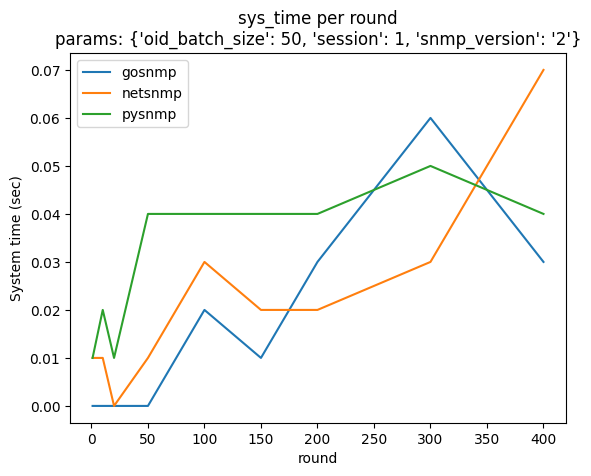 sys_time per round
params: {'oid_batch_size': 50, 'session': 1, 'snmp_version': '2'}
gosnmp
netsnmp
pysnmp
System time (sec)
0.07
0.06
0.05
0.04
0.03
0.02
0.01
0.00
0 50 100 150 200 250 300 350 400
round